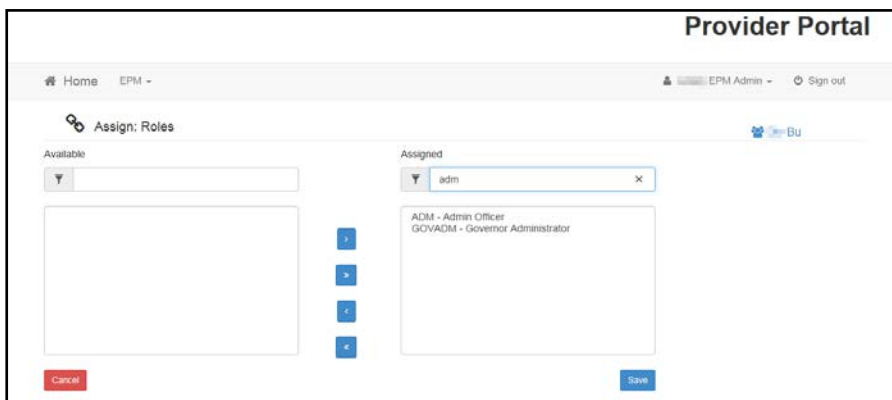 Provider Portal
Home EPM
EPM Admin Sign out
Assign: Roles
Bu
Available Assigned
adm ×
ADM - Admin Officer
GOVADM - Governor Administrator
›
»
‹
«
Cancel Save